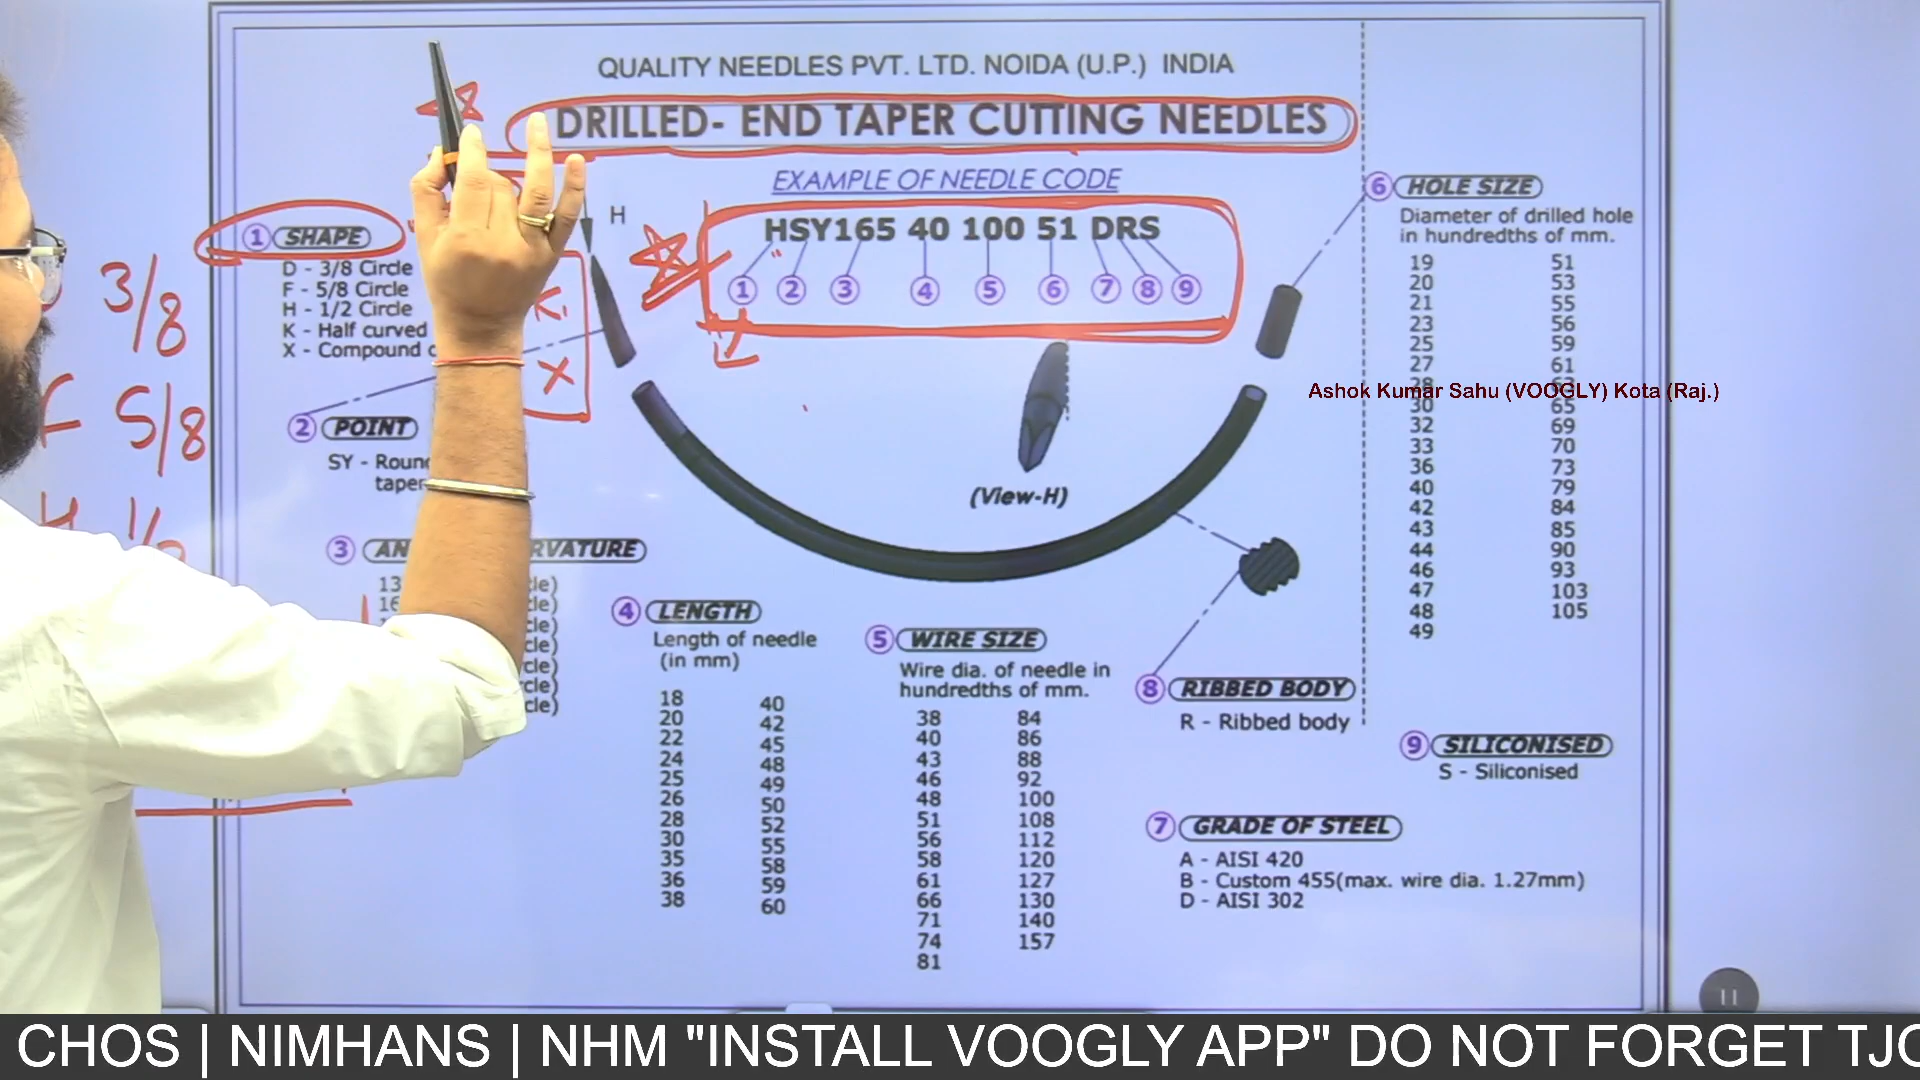 QUALITY NEEDLES PVT. LTD. NOIDA (U.P.) INDIA
DRILLED- END TAPER CUTTING NEEDLES
EXAMPLE OF NEEDLE CODE
HSY165 40 100 51 DRS
1 2 3 4 5 6 7 8 9
H
1 SHAPE
D - 3/8 Circle
F - 5/8 Circle
H - 1/2 Circle
K - Half curved
X - Compound
3/8
F 5/8
H
K
X
2 POINT
SY -
taper
3
4 LENGTH
Length of needle
(in mm)
18 40
20 42
22 45
24 48
25 49
26 50
28 52
30 55
35 58
36 59
38 60
5 WIRE SIZE
Wire dia. of needle in
hundredths of mm.
38 84
40 86
43 88
46 92
48 100
51 108
56 112
58 120
61 127
66 130
71 140
74 157
81
(View-H)
6 HOLE SIZE
Diameter of drilled hole
in hundredths of mm.
19 51
20 53
21 55
23 56
25 59
27 61
Ashok Kumar Sahu (VOOGLY) Kota (Raj.)
30 65
32 69
33 70
36 73
40 79
42 84
43 85
44 90
46 93
47 103
48 105
49
8 RIBBED BODY
R - Ribbed body
9 SILICONISED
S - Siliconised
7 GRADE OF STEEL
A - AISI 420
B - Custom 455(max. wire dia. 1.27mm)
D - AISI 302
CHOS | NIMHANS | NHM "INSTALL VOOGLY APP" DO NOT FORGET